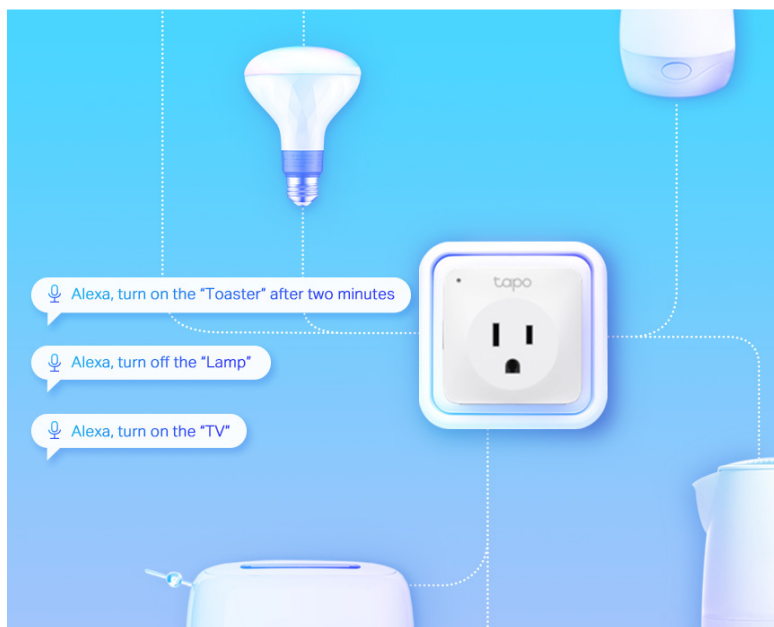 tapo
Alexa, turn on the “Toaster” after two minutes
Alexa, turn off the “Lamp”
Alexa, turn on the “TV”